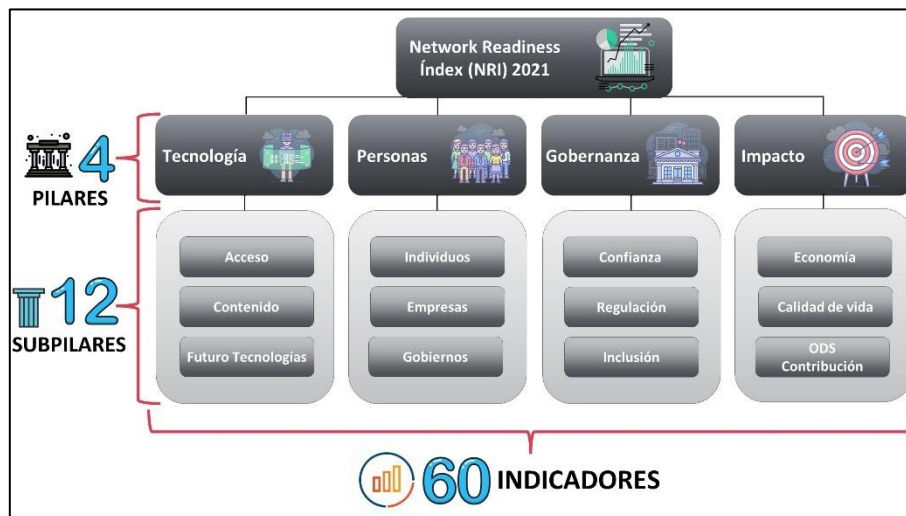 Network Readiness
Índex (NRI) 2021
4
PILARES
Tecnología
Personas
Gobernanza
Impacto
12
SUBPILARES
Acceso
Contenido
Futuro Tecnologías
Individuos
Empresas
Gobiernos
Confianza
Regulación
Inclusión
Economía
Calidad de vida
ODS
Contribución
60 INDICADORES